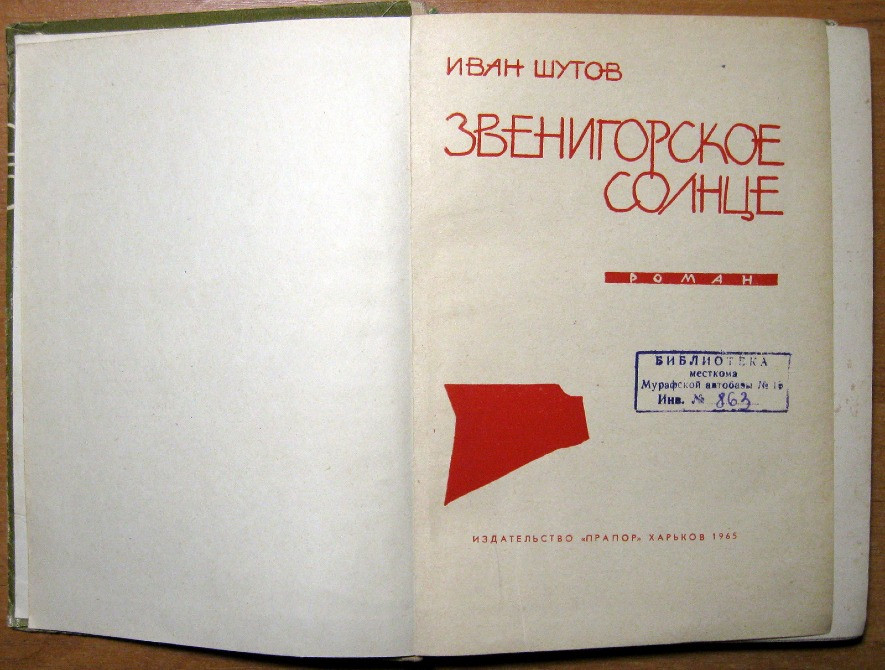 ИВАН ШУТОВ
ЗВЕНИГОРСКОЕ
СОЛНЦЕ
РОМАН
БИБЛИОТЕКА
месткома
Мурафской автобазы №
Инв. № 863
ИЗДАТЕЛЬСТВО «ПРАПОР» ХАРЬКОВ 1965